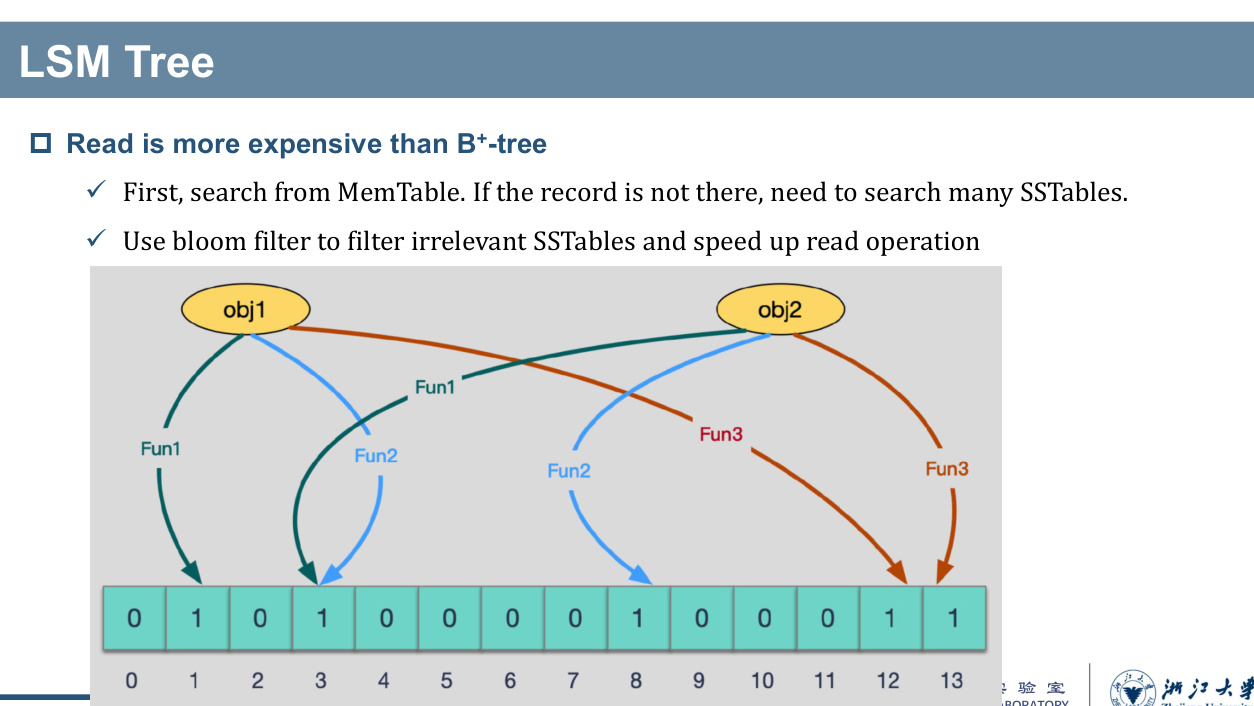 LSM Tree
Read is more expensive than B+-tree
First, search from MemTable. If the record is not there, need to search many SSTables.
Use bloom filter to filter irrelevant SSTables and speed up read operation
obj1 obj2
Fun1
Fun3
Fun1 Fun2 Fun2 Fun3
0 1 0 1 0 0 0 0 1 0 0 0 1 1
0 1 2 3 4 5 6 7 8 9 10 11 12 13
验 室
浙江大学